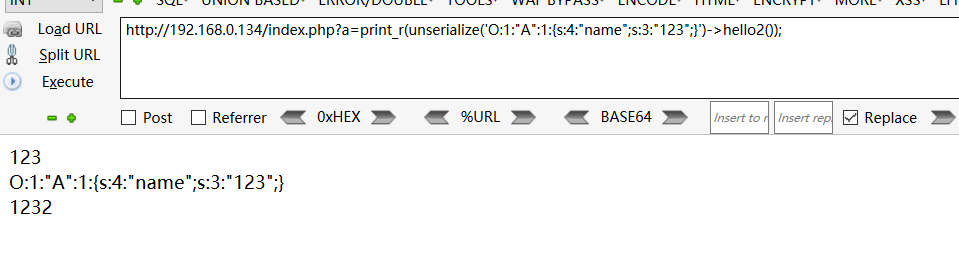 INT SQL UNION BASED ERROR/DOUBLE TOOLS WAF BYPASS ENCODE HTML ENCRYPT MORE XSS
Load URL
http://192.168.0.134/index.php?a=print_r(unserialize('O:1:"A":1:{s:4:"name";s:3:"123";}')->hello2());
Split URL
Execute
Post Referrer 0xHEX %URL BASE64 Insert to r Insert repl Replace
123
O:1:"A":1:{s:4:"name";s:3:"123";}
1232